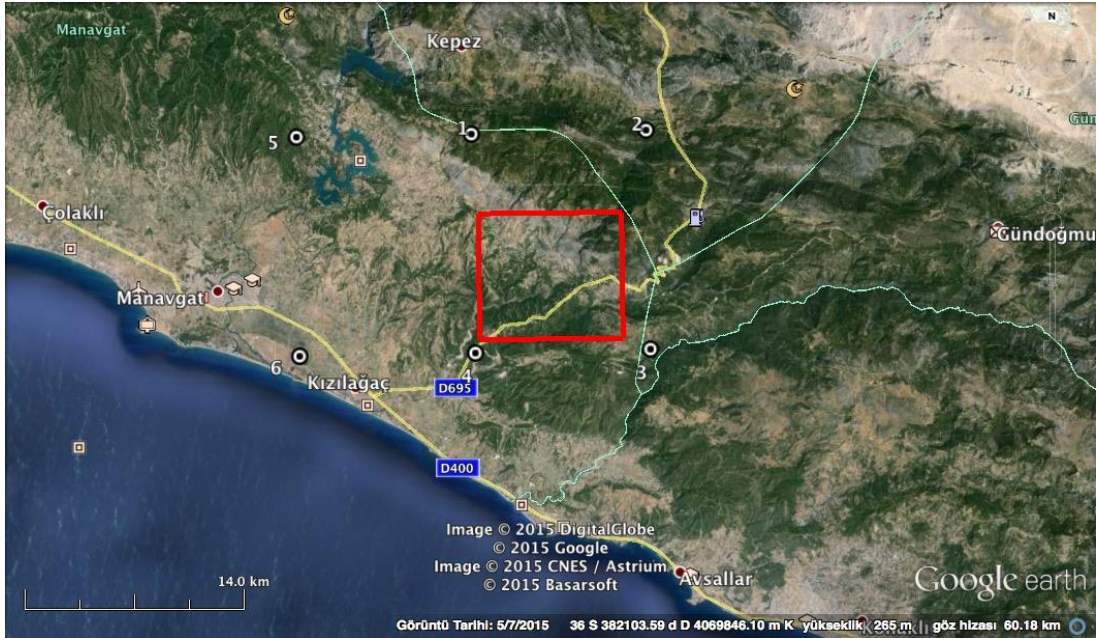 Manavgat
N
Kepez
1
2
5
Gün
Çolaklı
Gündoğmu
Manavgat
6
4
3
Kızılağaç
D695
D400
Image © 2015 DigitalGlobe
© 2015 Google
Image © 2015 CNES / Astrium
© 2015 Basarsoft
Avsallar
Google earth
14.0 km
Konaklı
Görüntü Tarihi: 5/7/2015 36 S 382103.59 d D 4069846.10 m K yükseklik 265 m göz hizası 60.18 km